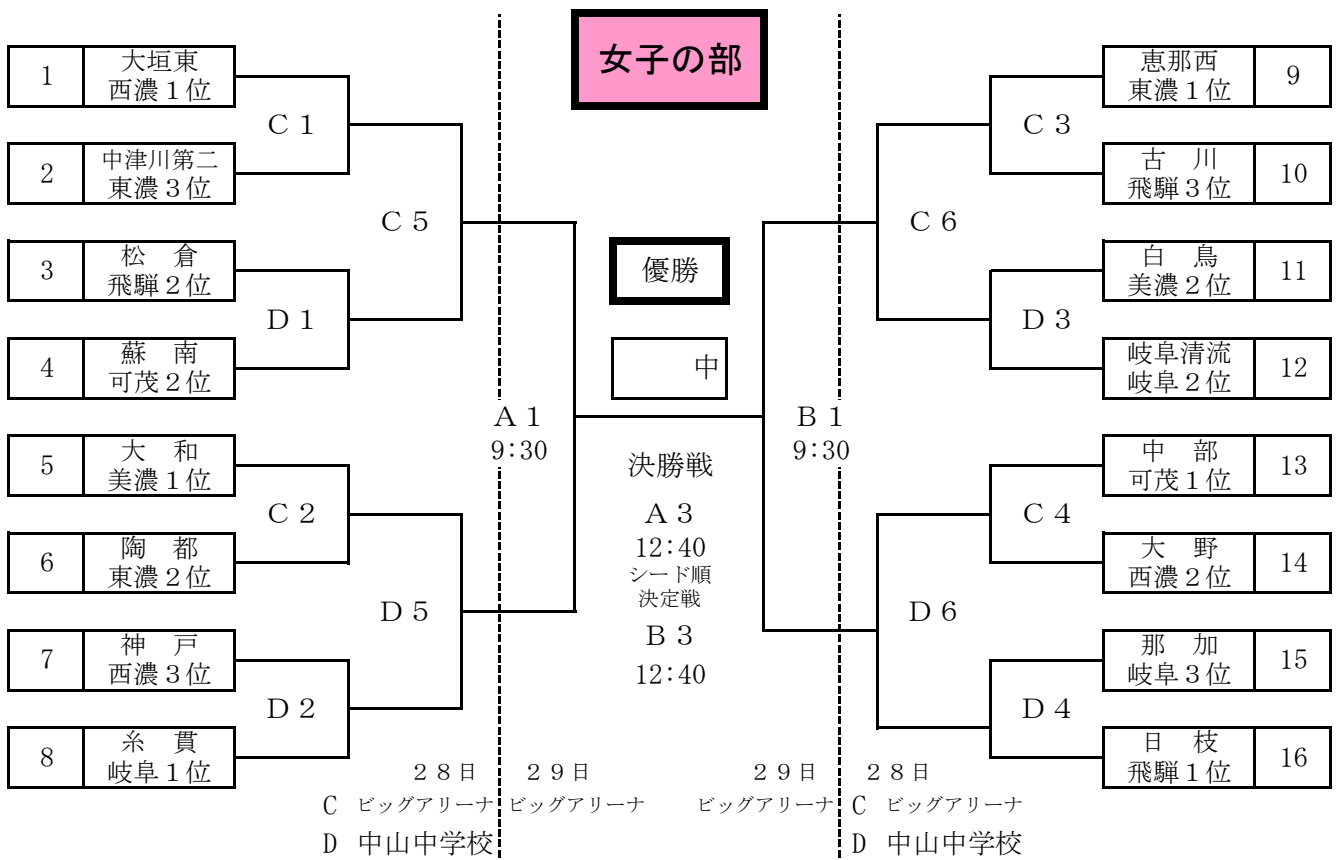 女子の部
1
大垣東
西濃１位
2
中津川第二
東濃３位
3
松　倉
飛騨２位
4
蘇　南
可茂２位
5
大　和
美濃１位
6
陶　都
東濃２位
7
神　戸
西濃３位
8
糸　貫
岐阜１位
Ｃ１
Ｄ１
Ｃ２
Ｄ２
Ｃ５
Ｄ５
Ａ１
9:30
優勝
中
決勝戦
Ａ３
12:40
シード順
決定戦
Ｂ３
12:40
Ｂ１
9:30
Ｃ６
Ｄ６
Ｃ３
Ｄ３
Ｃ４
Ｄ４
恵那西
東濃１位
9
古　川
飛騨３位
10
白　鳥
美濃２位
11
岐阜清流
岐阜２位
12
中　部
可茂１位
13
大　野
西濃２位
14
那　加
岐阜３位
15
日　枝
飛騨１位
16
２８日　２９日
Ｃ ビッグアリーナ ビッグアリーナ
Ｄ 中山中学校
２９日　２８日
ビッグアリーナ Ｃ ビッグアリーナ
Ｄ 中山中学校